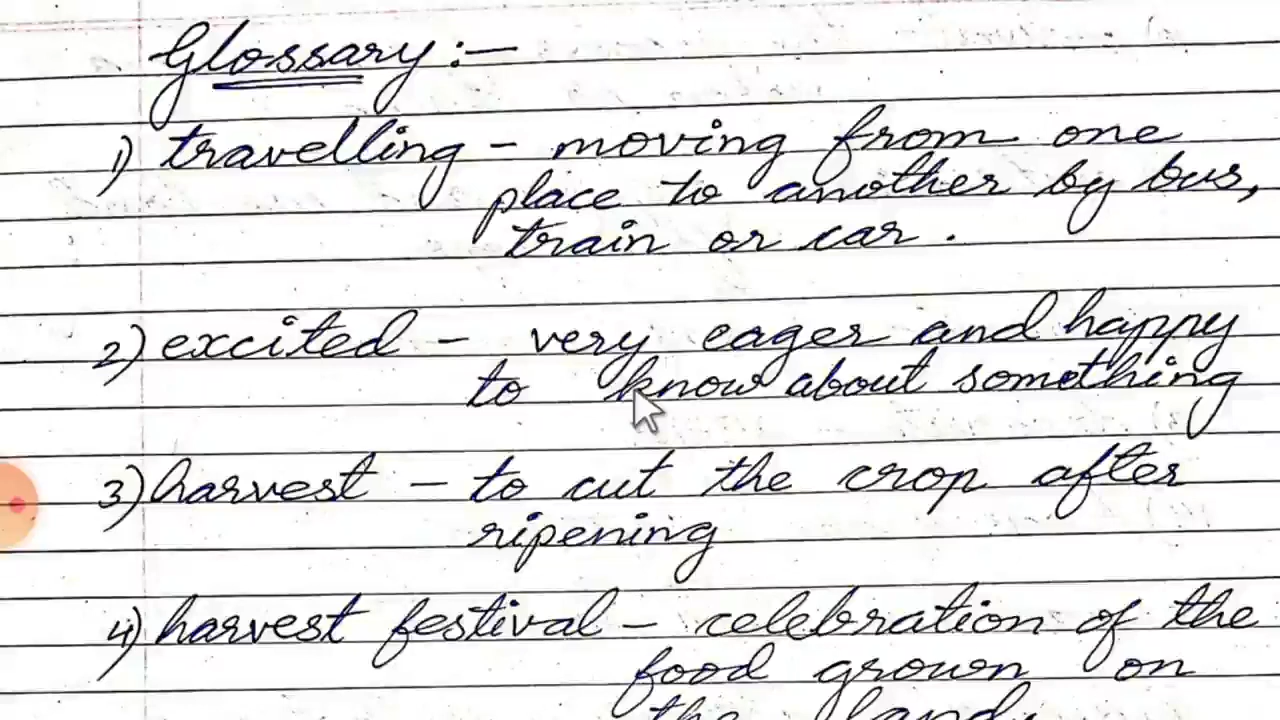 Glossary :-
1) travelling - moving from one
place to another by bus,
train or car .
2) excited - very eager and happy
to know about something
3) harvest - to cut the crop after
ripening
4) harvest festival - celebration of the
food grown on
the land